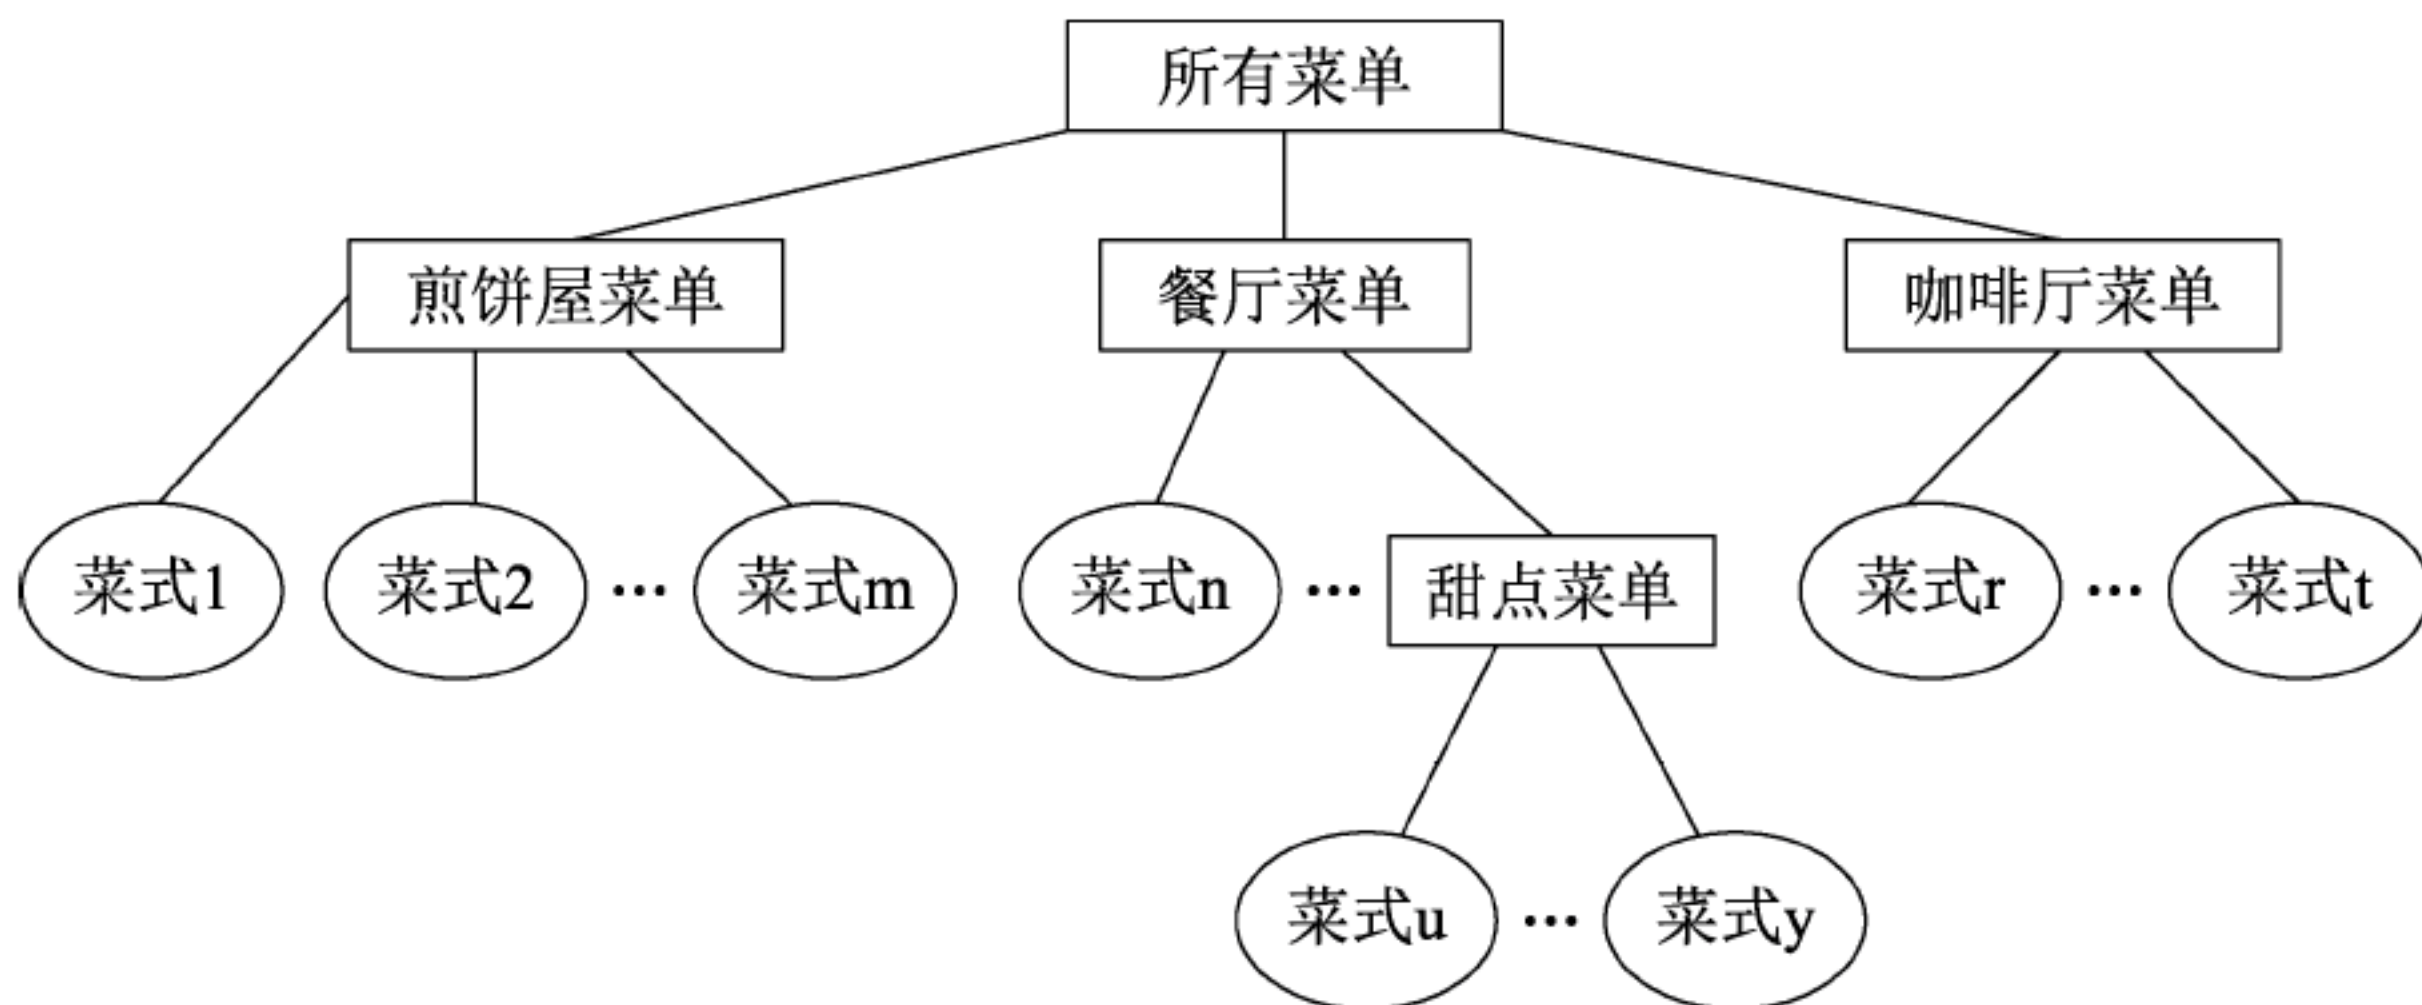 所有菜单
煎饼屋菜单
餐厅菜单
咖啡厅菜单
菜式1
菜式2
...
菜式m
菜式n
...
甜点菜单
菜式r
...
菜式t
菜式u
...
菜式y